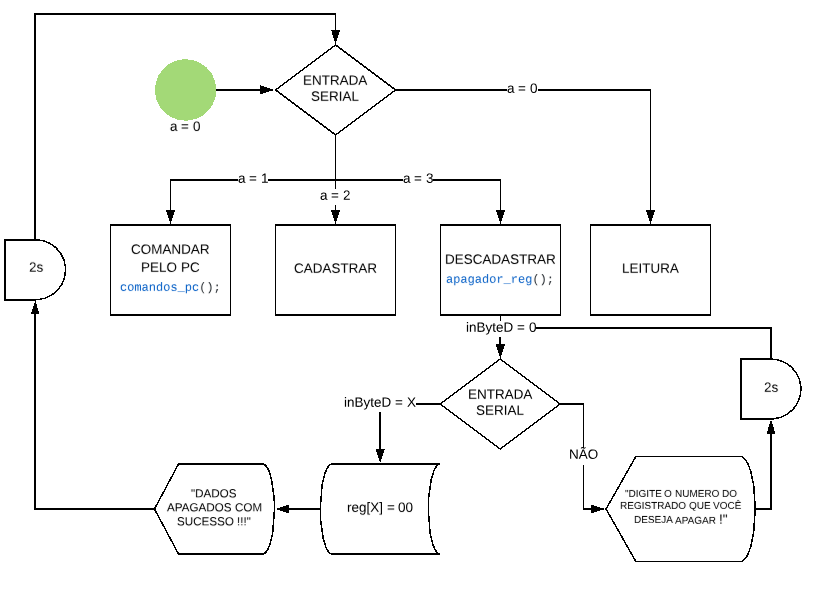 ENTRADA
SERIAL
a = 0
a = 0
a = 1
a = 2
a = 3
COMANDAR
PELO PC
comandos_pc();
CADASTRAR
DESCADASTRAR
apagador_reg();
LEITURA
2s
inByteD = 0
2s
ENTRADA
SERIAL
inByteD = X
NÃO
"DADOS
APAGADOS COM
SUCESSO !!!"
reg[X] = 00
"DIGITE O NUMERO DO
REGISTRADO QUE VOCÊ
DESEJA APAGAR !"